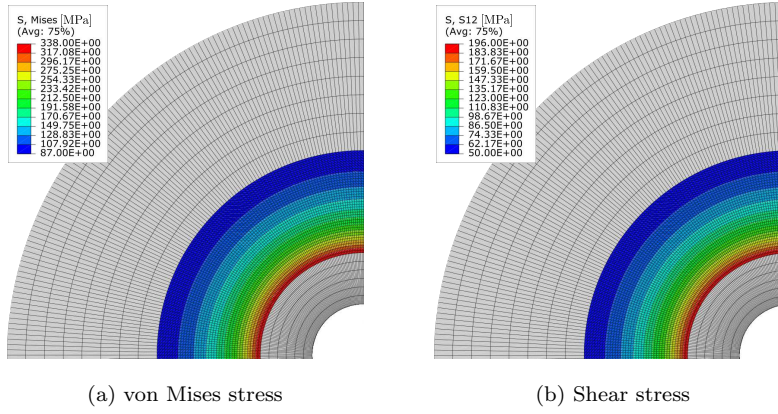 S, Mises [MPa]
(Avg: 75%)
338.00E+00
317.08E+00
296.17E+00
275.25E+00
254.33E+00
233.42E+00
212.50E+00
191.58E+00
170.67E+00
149.75E+00
128.83E+00
107.92E+00
87.00E+00
S, S12 [MPa]
(Avg: 75%)
196.00E+00
183.83E+00
171.67E+00
159.50E+00
147.33E+00
135.17E+00
123.00E+00
110.83E+00
98.67E+00
86.50E+00
74.33E+00
62.17E+00
50.00E+00
(a) von Mises stress
(b) Shear stress